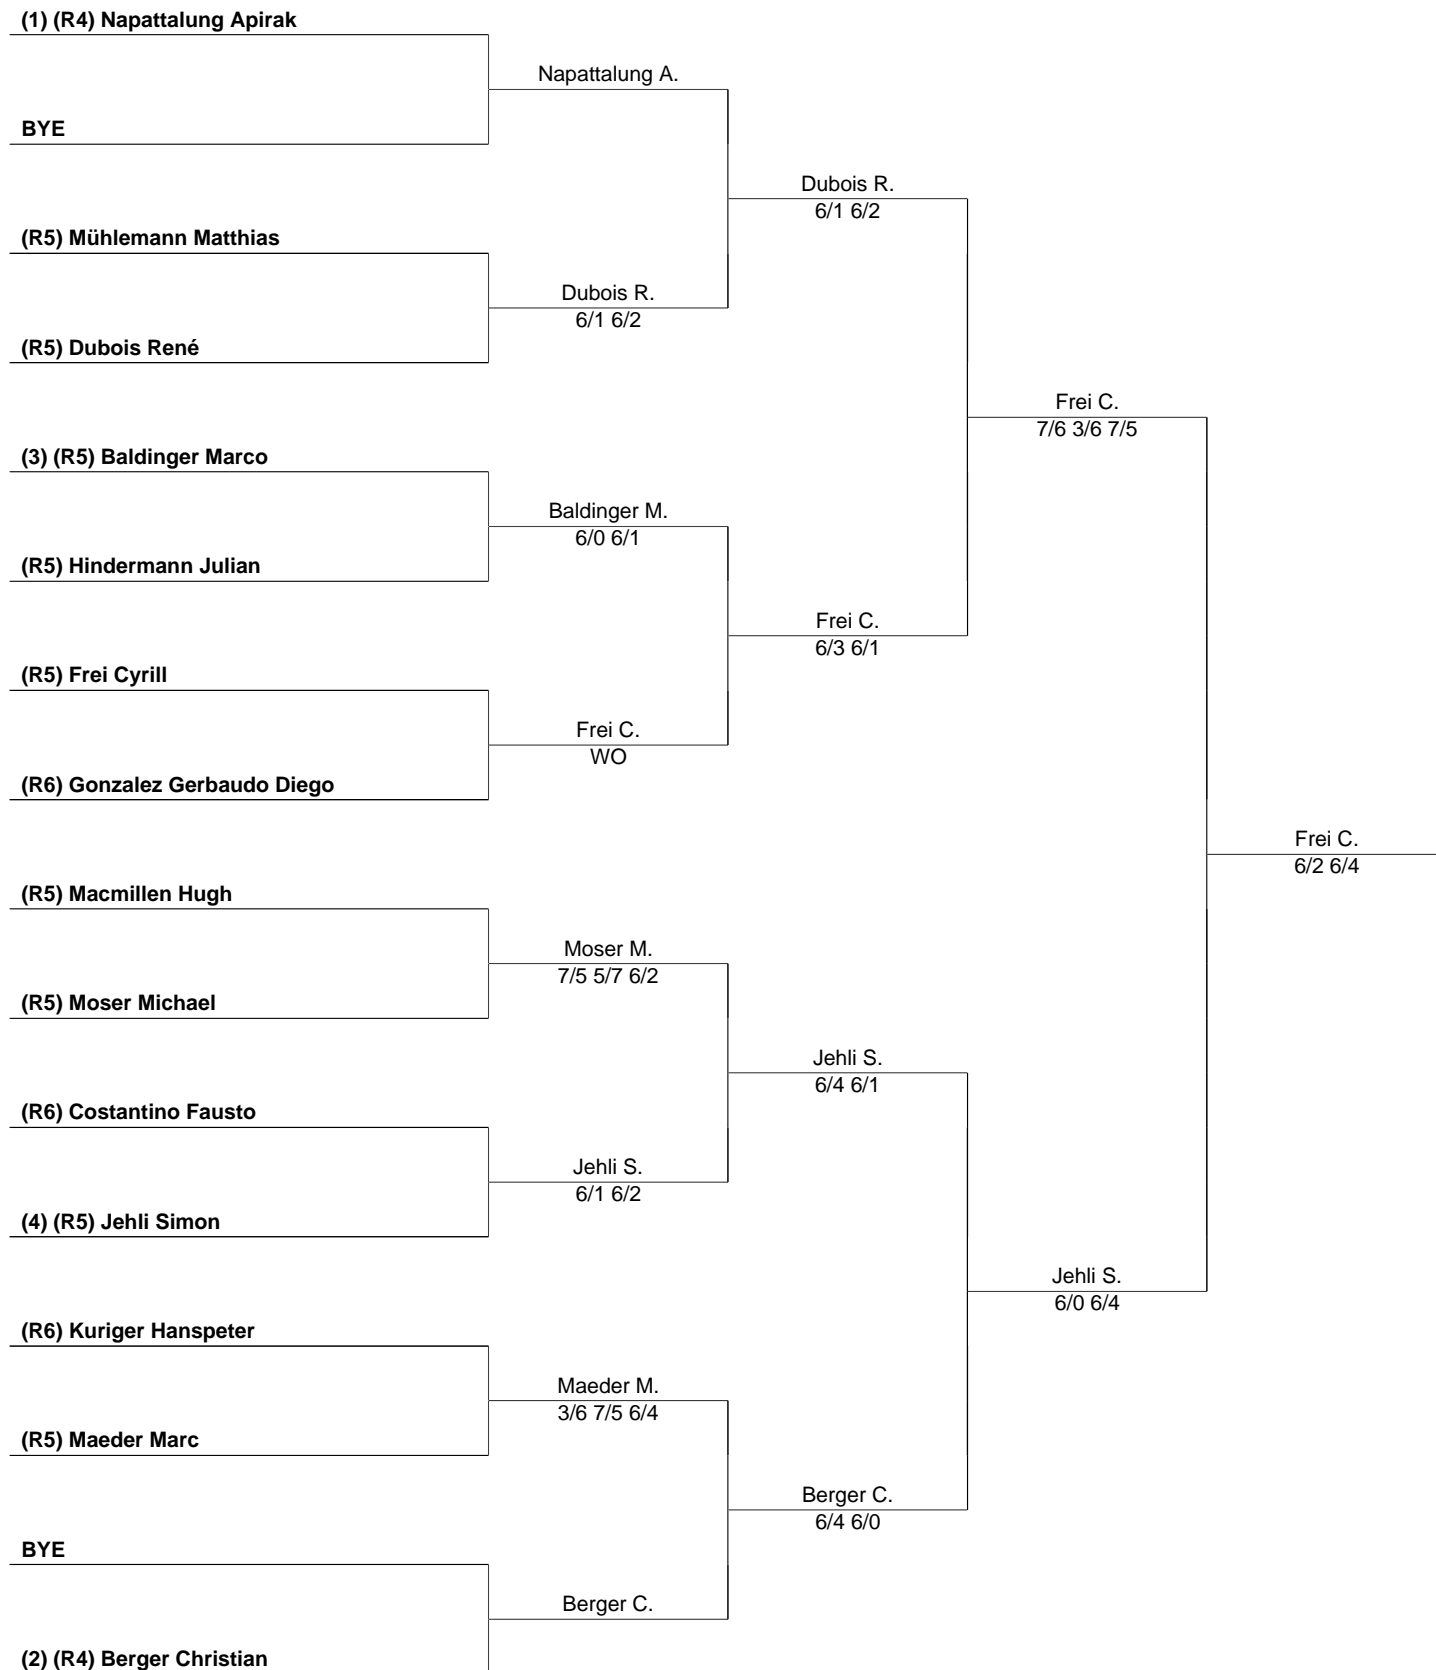 (1) (R4) Napattalung Apirak
Napattalung A.
BYE
Dubois R.
6/1 6/2
(R5) Mühlemann Matthias
Dubois R.
6/1 6/2
(R5) Dubois René
Frei C.
7/6 3/6 7/5
(3) (R5) Baldinger Marco
Baldinger M.
6/0 6/1
(R5) Hindermann Julian
Frei C.
6/3 6/1
(R5) Frei Cyrill
Frei C.
WO
(R6) Gonzalez Gerbaudo Diego
Frei C.
6/2 6/4
(R5) Macmillen Hugh
Moser M.
7/5 5/7 6/2
(R5) Moser Michael
Jehli S.
6/4 6/1
(R6) Costantino Fausto
Jehli S.
6/1 6/2
(4) (R5) Jehli Simon
Jehli S.
6/0 6/4
(R6) Kuriger Hanspeter
Maeder M.
3/6 7/5 6/4
(R5) Maeder Marc
Berger C.
6/4 6/0
BYE
Berger C.
(2) (R4) Berger Christian